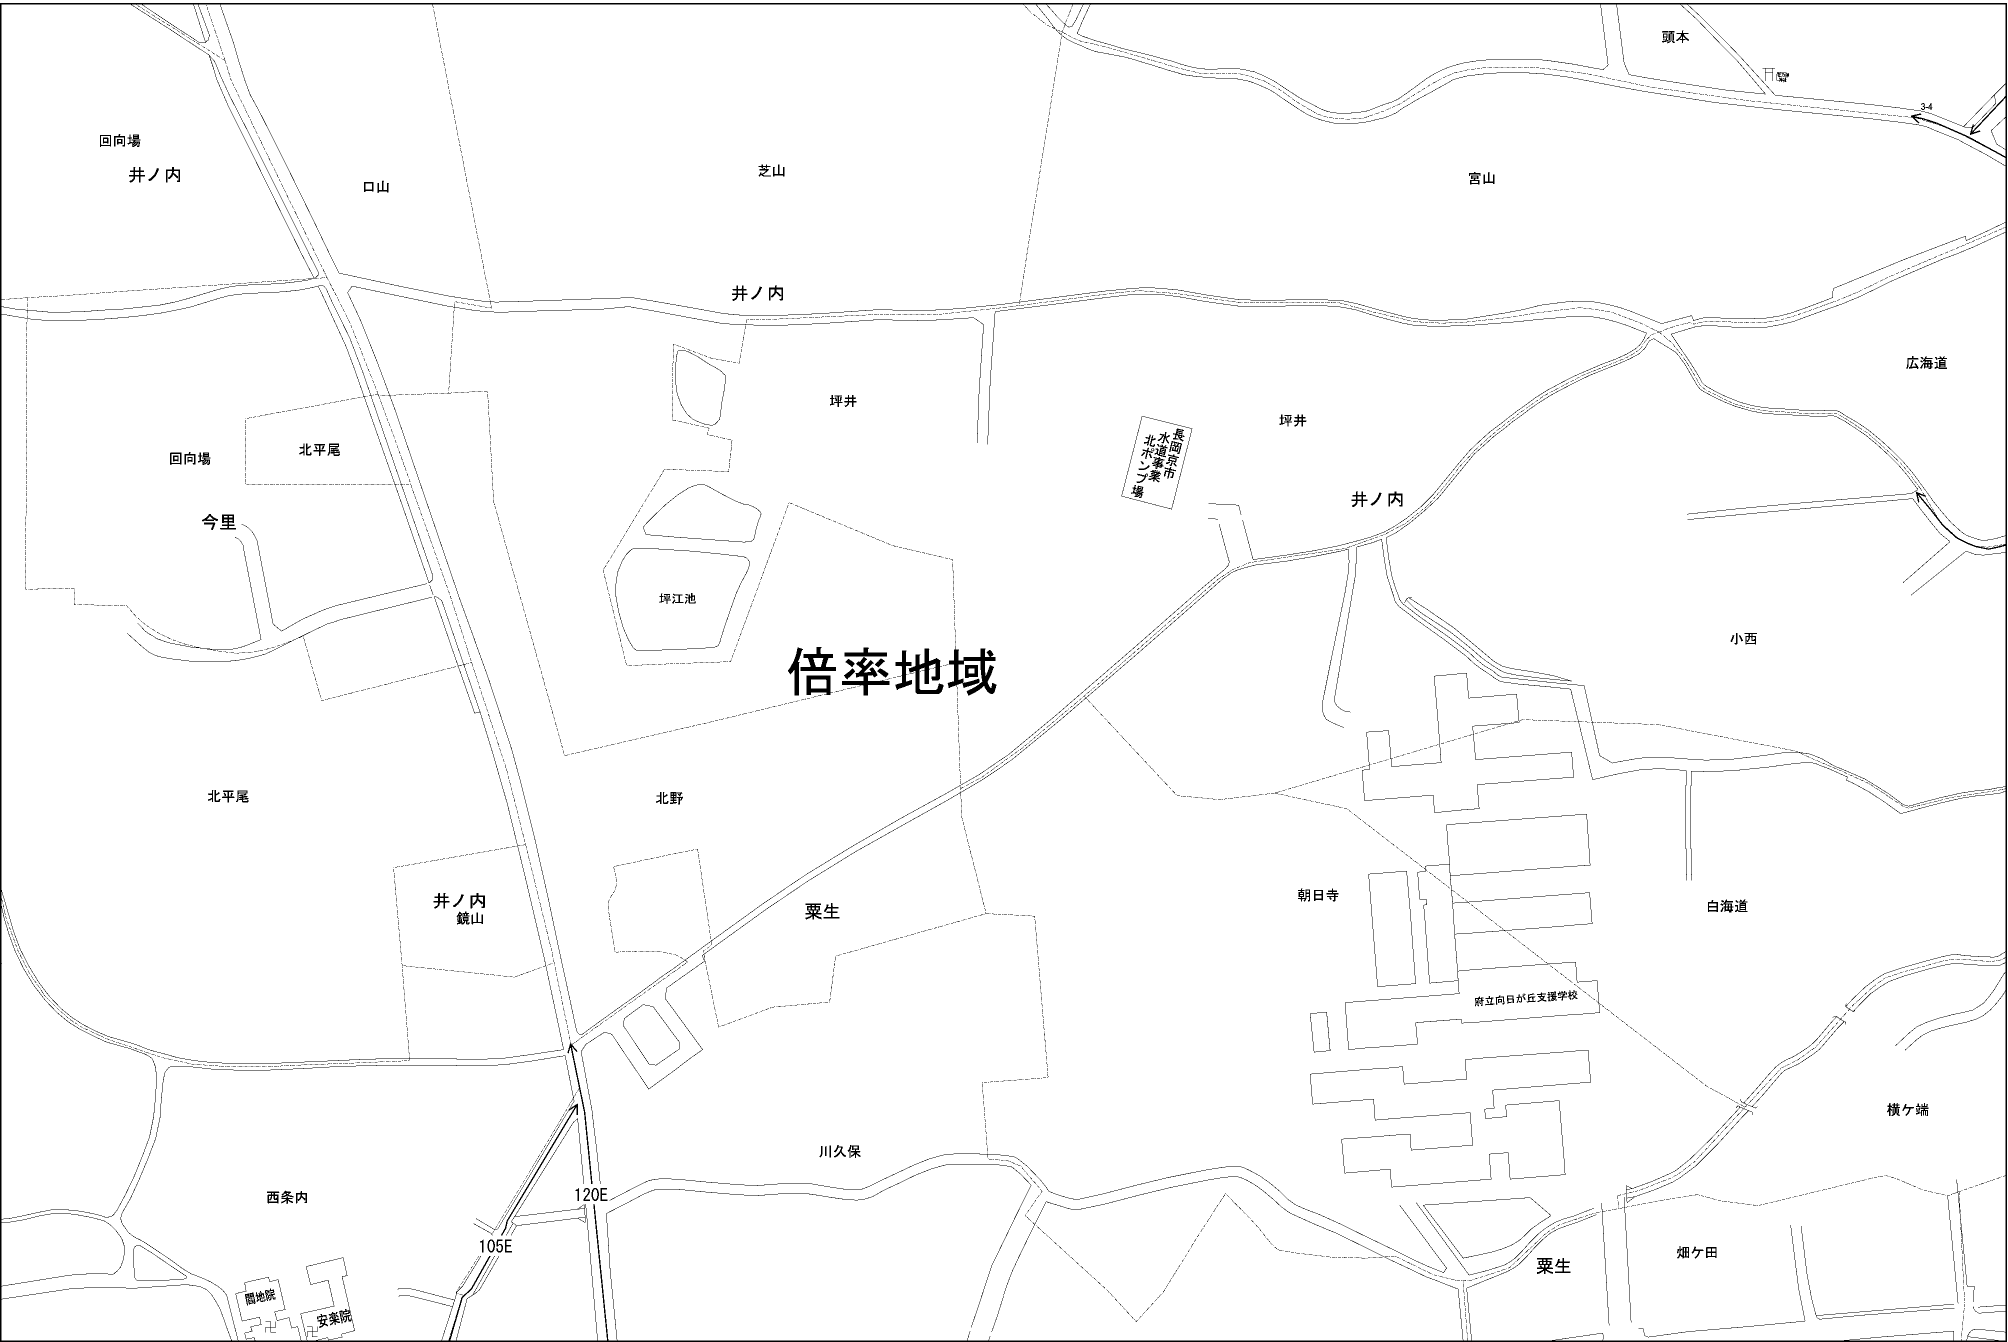 頭本
3-4
回向場
井ノ内
口山
芝山
宮山
井ノ内
広海道
坪井
坪井
長岡京市
水道事業
北ポンプ場
北平尾
回向場
井ノ内
今里
坪江池
小西
倍率地域
北平尾
北野
朝日寺
井ノ内
鏡山
粟生
白海道
府立向日が丘支援学校
横ケ端
川久保
西条内
120E
105E
畑ケ田
粟生
間地院
安楽院